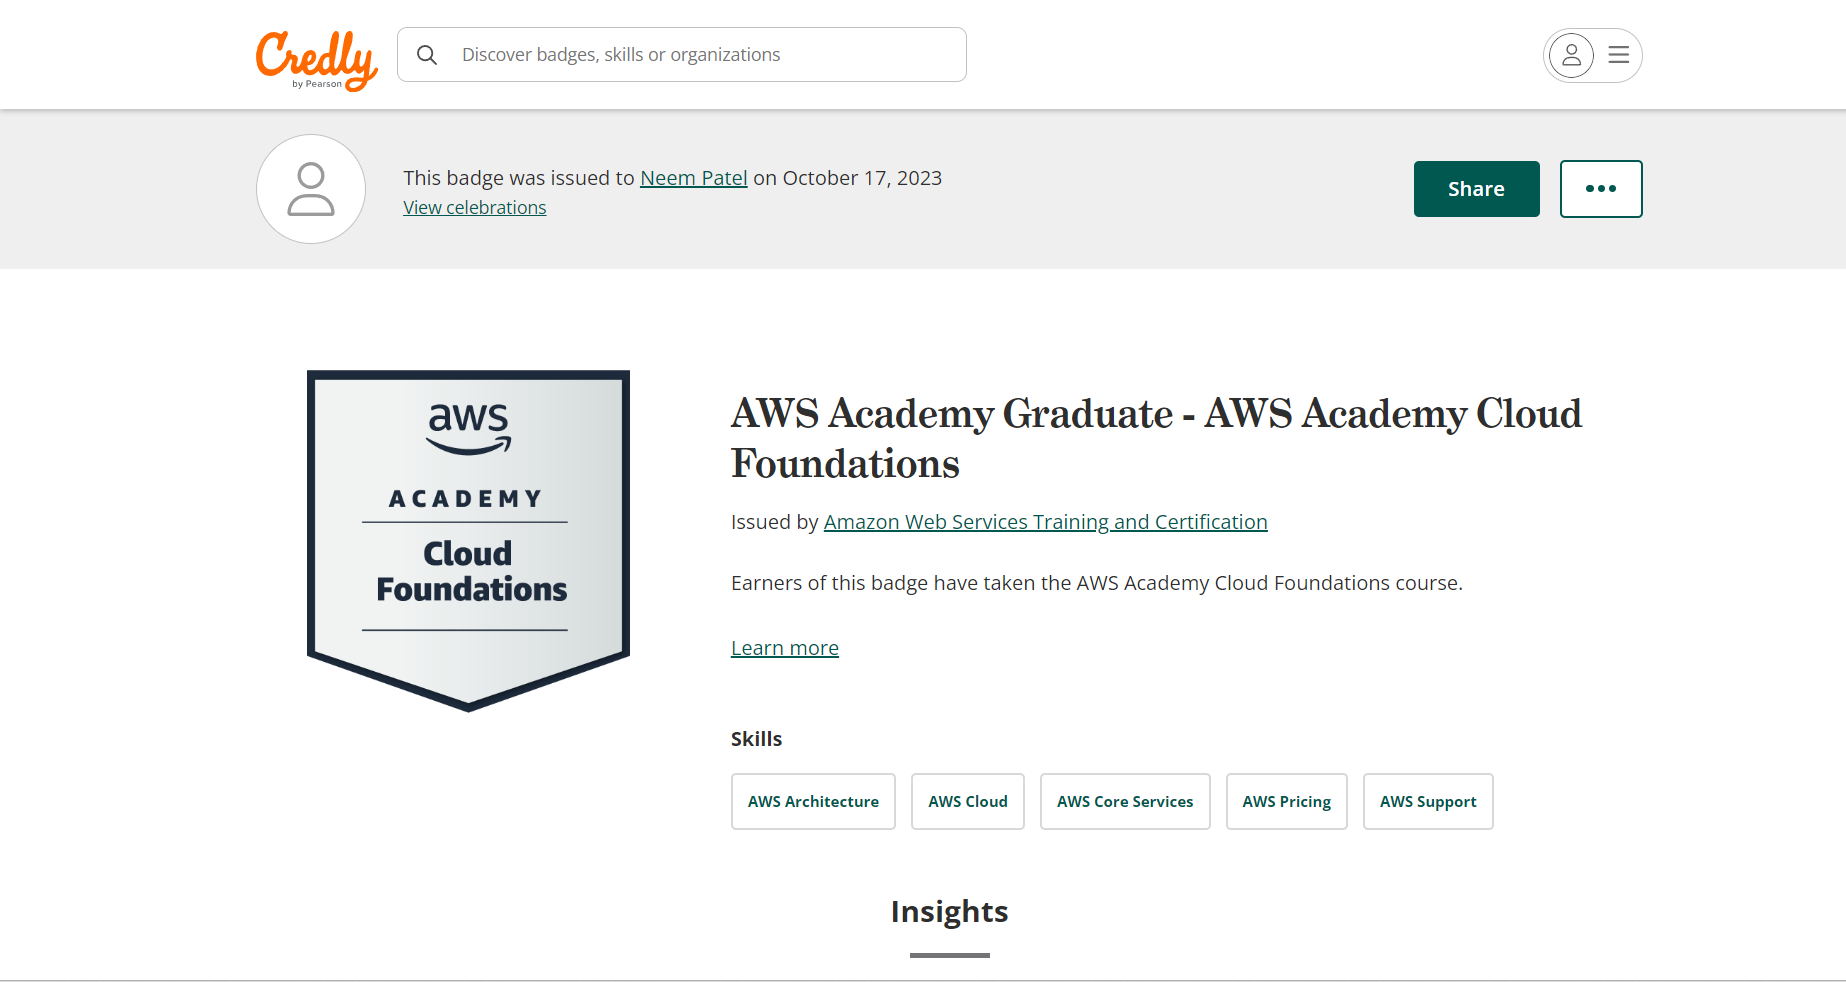 Credly
by Pearson
Discover badges, skills or organizations
This badge was issued to Neem Patel on October 17, 2023
View celebrations
Share
aws
ACADEMY
Cloud
Foundations
AWS Academy Graduate - AWS Academy Cloud
Foundations
Issued by Amazon Web Services Training and Certification
Earners of this badge have taken the AWS Academy Cloud Foundations course.
Learn more
Skills
AWS Architecture AWS Cloud AWS Core Services AWS Pricing AWS Support
Insights